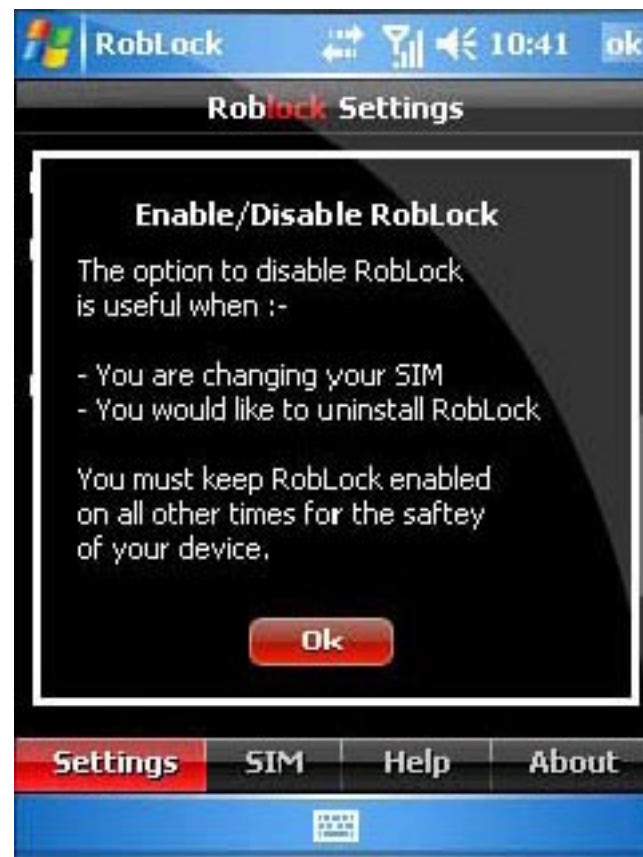 RobLock 10:41 ok
Roblock Settings
Enable/Disable RobLock
The option to disable RobLock
is useful when :-
- You are changing your SIM
- You would like to uninstall RobLock
You must keep RobLock enabled
on all other times for the saftey
of your device.
Ok
Settings SIM Help About